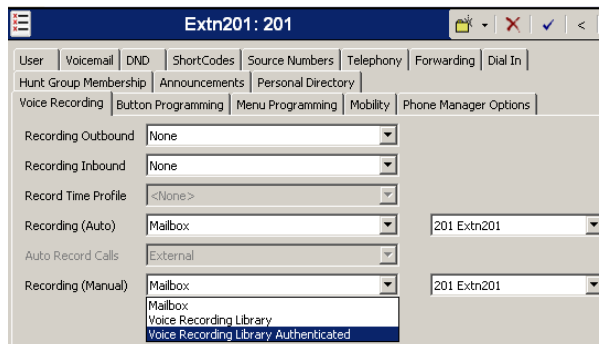 Extn201: 201
User Voicemail DND ShortCodes Source Numbers Telephony Forwarding Dial In
Hunt Group Membership Announcements Personal Directory
Voice Recording Button Programming Menu Programming Mobility Phone Manager Options
Recording Outbound None
Recording Inbound None
Record Time Profile <None>
Recording (Auto) Mailbox 201 Extn201
Auto Record Calls External
Recording (Manual) Mailbox 201 Extn201
Mailbox
Voice Recording Library
Voice Recording Library Authenticated